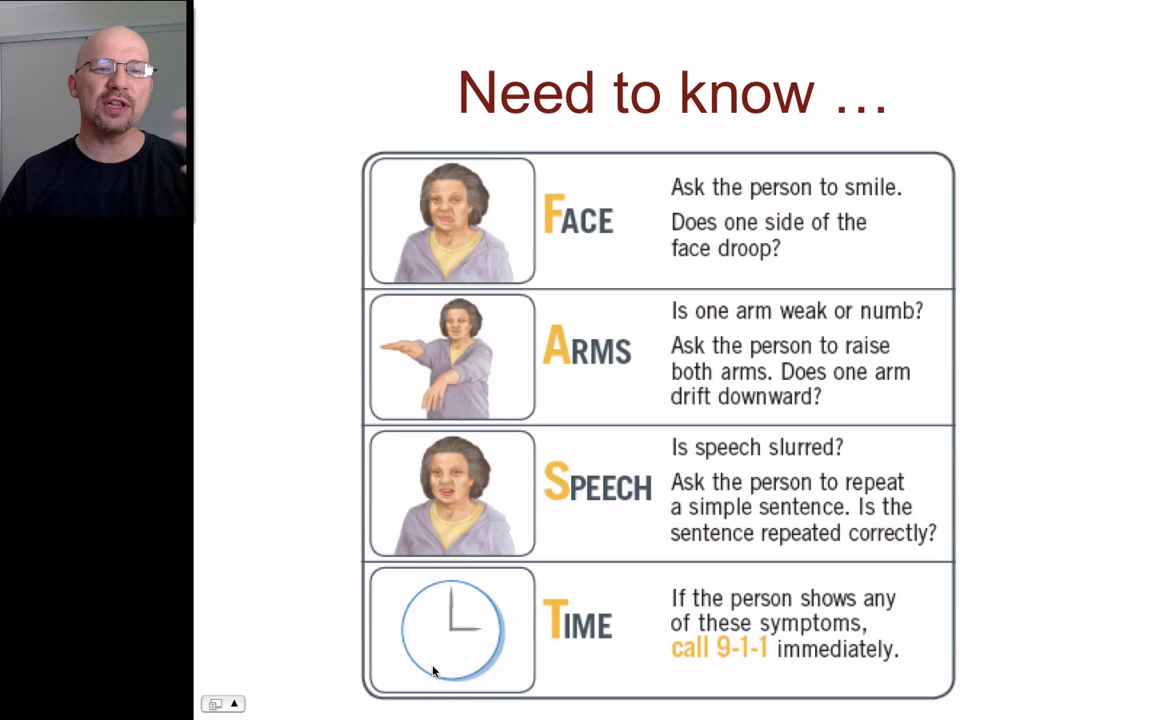 Need to know …
FACE
Ask the person to smile.
Does one side of the
face droop?
ARMS
Is one arm weak or numb?
Ask the person to raise
both arms. Does one arm
drift downward?
SPEECH
Is speech slurred?
Ask the person to repeat
a simple sentence. Is the
sentence repeated correctly?
TIME
If the person shows any
of these symptoms,
call 9-1-1 immediately.